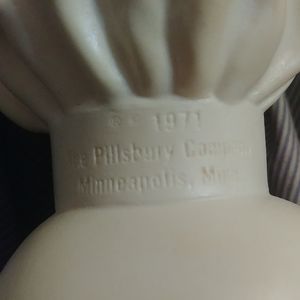 © 1971
The Pillsbury Company
Minneapolis, Minn.